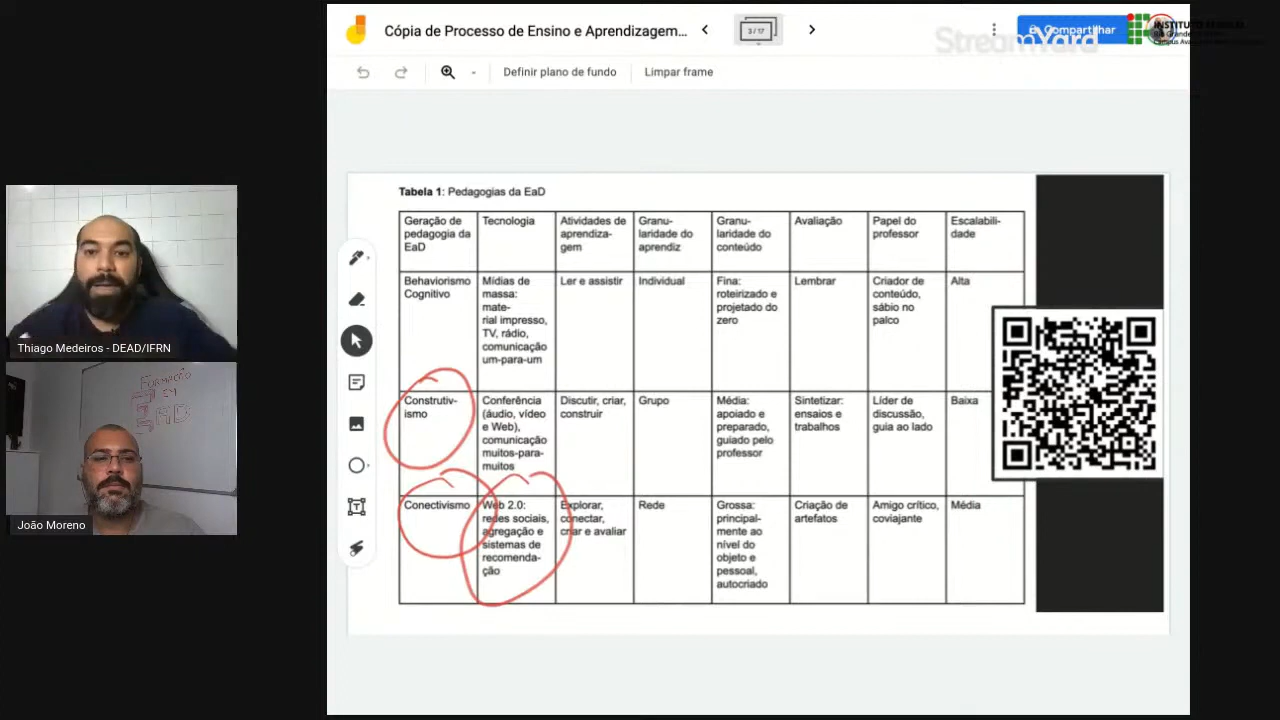 Cópia de Processo de Ensino e Aprendizagem...
3 / 17
Compartilhar
StreamYard
INSTITUTO FEDERAL
Definir plano de fundo
Limpar frame
Tabela 1: Pedagogias da EaD
Geração de
pedagogia da
EaD
Tecnologia
Atividades de
aprendiza-
gem
Granu-
laridade do
aprendiz
Granu-
laridade do
conteúdo
Avaliação
Papel do
professor
Escalabili-
dade
Behaviorismo
Cognitivo
Mídias de
massa:
mate-
rial impresso,
TV, rádio,
comunicação
um-para-um
Ler e assistir
Individual
Fina:
roteirizado e
projetado do
zero
Lembrar
Criador de
conteúdo,
sábio no
palco
Alta
Construtiv-
ismo
Conferência
(áudio, vídeo
e Web),
comunicação
muitos-para-
muitos
Discutir, criar,
construir
Grupo
Média:
apoiado e
preparado,
guiado pelo
professor
Sintetizar:
ensaios e
trabalhos
Líder de
discussão,
guia ao lado
Baixa
Conectivismo
Web 2.0:
redes sociais,
agregação e
sistemas de
recomenda-
ção
Explorar,
conectar,
criar e avaliar
Rede
Grossa:
principal-
mente ao
nível do
objeto e
pessoal,
autocriado
Criação de
artefatos
Amigo crítico,
coviajante
Média
Thiago Medeiros - DEAD/IFRN
FORMAÇÃO
EM
João Moreno